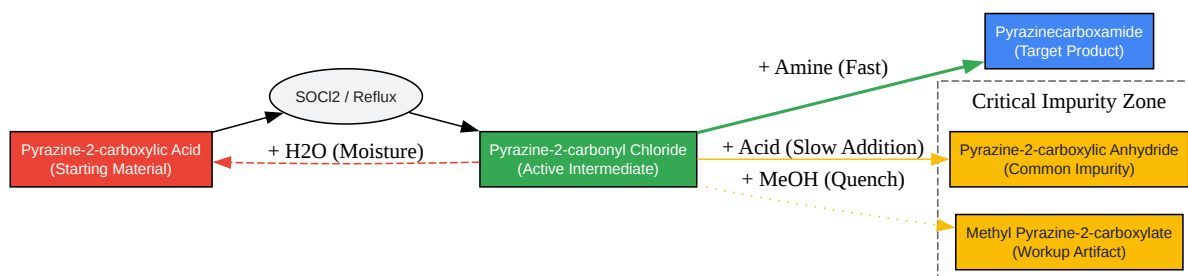 Pyrazinecarboxamide
(Target Product)
+ Amine (Fast)
SOCl2 / Reflux
Critical Impurity Zone
Pyrazine-2-carboxylic Acid
(Starting Material)
+ H2O (Moisture)
Pyrazine-2-carbonyl Chloride
(Active Intermediate)
+ Acid (Slow Addition)
Pyrazine-2-carboxylic Anhydride
(Common Impurity)
+ MeOH (Quench)
Methyl Pyrazine-2-carboxylate
(Workup Artifact)